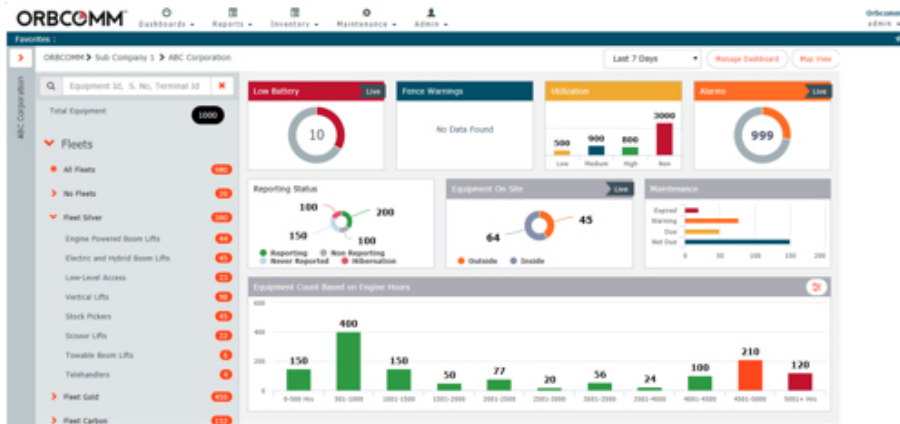 ORBCOMM
Dashboards
Reports
Inventory
Maintenance
Admin
Orbcomm
admin
Favorites :
ORBCOMM > Sub Company 1 > ABC Corporation
Last 7 Days
Manage Dashboard
Map View
ABC Corporation
Equipment Id, S. No, Terminal Id
Total Equipment
1000
Fleets
All Fleets
980
No Fleets
20
Fleet Silver
Engine Powered Boom Lifts
44
Electric and Hybrid Boom Lifts
45
Low-Level Access
Vertical Lifts
Stock Pickers
45
Scissor Lifts
Towable Boom Lifts
Telehandlers
Fleet Gold
Fleet Carbon
Low Battery
Live
10
Fence Warnings
No Data Found
Utilization
500 900 800 3000
Low Medium High Non
Alarms
Live
999
Reporting Status
100
200
150
100
Reporting
Non Reporting
Never Reported
Hibernation
Equipment On Site
Live
45
64
Outside
Inside
Maintenance
Expired
Warning
Due
Not Due
0 50 100 150 200
Equipment Count Based on Engine Hours
600
400
200
0
150 400 150 50 77 20 56 24 100 210 120
0-500 Hrs 501-1000 1001-1500 1501-2000 2001-2500 2501-3000 3001-3500 3501-4000 4001-4500 4501-5000 5001+ Hrs